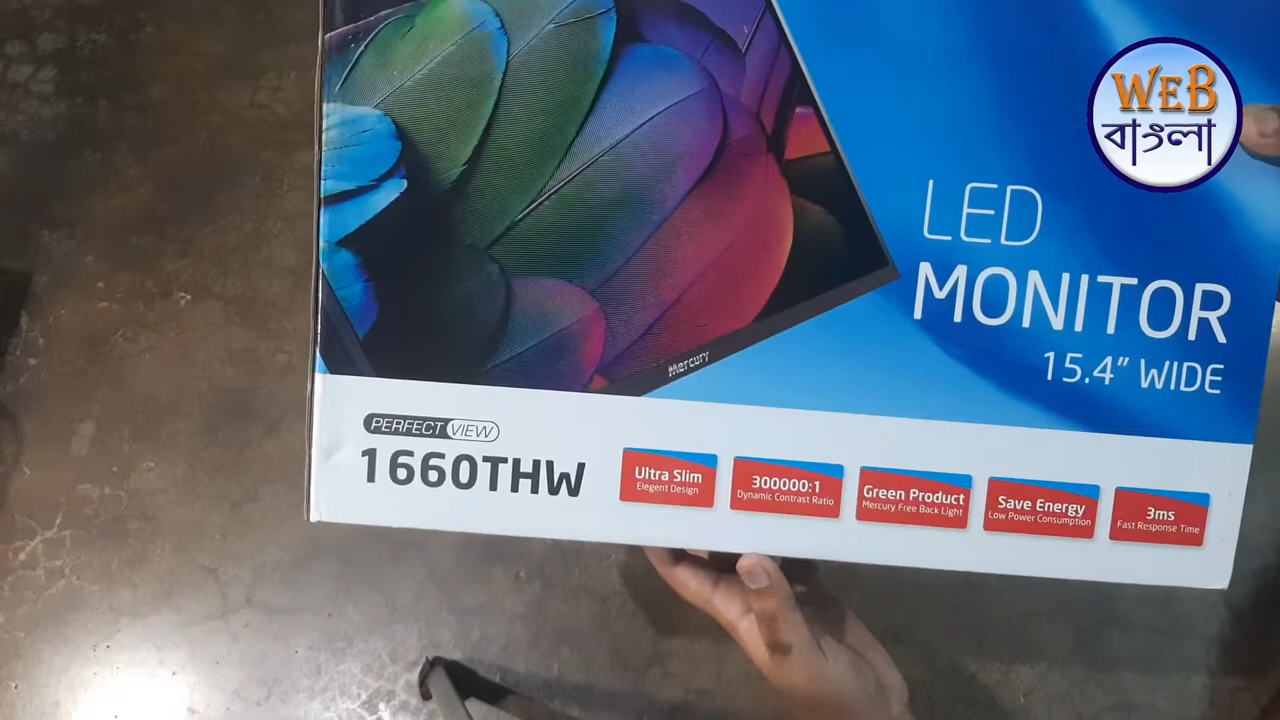 WEB
বাংলা
LED
MONITOR
15.4” WIDE
Mercury
PERFECT VIEW
1660THW
Ultra Slim
Elegent Design
300000:1
Dynamic Contrast Ratio
Green Product
Mercury Free Back Light
Save Energy
Low Power Consumption
3ms
Fast Response Time